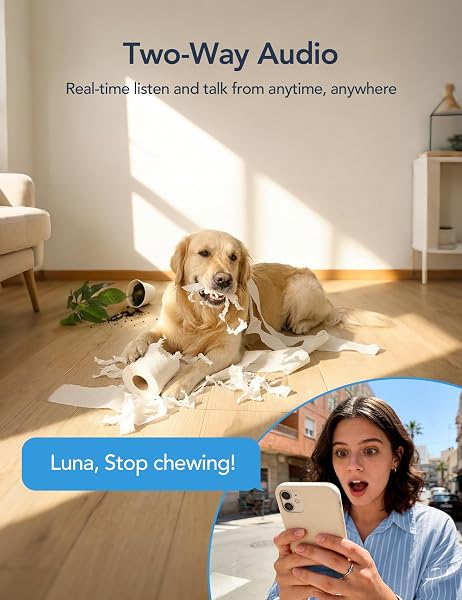 Two-Way Audio
Real-time listen and talk from anytime, anywhere
Luna, Stop chewing!